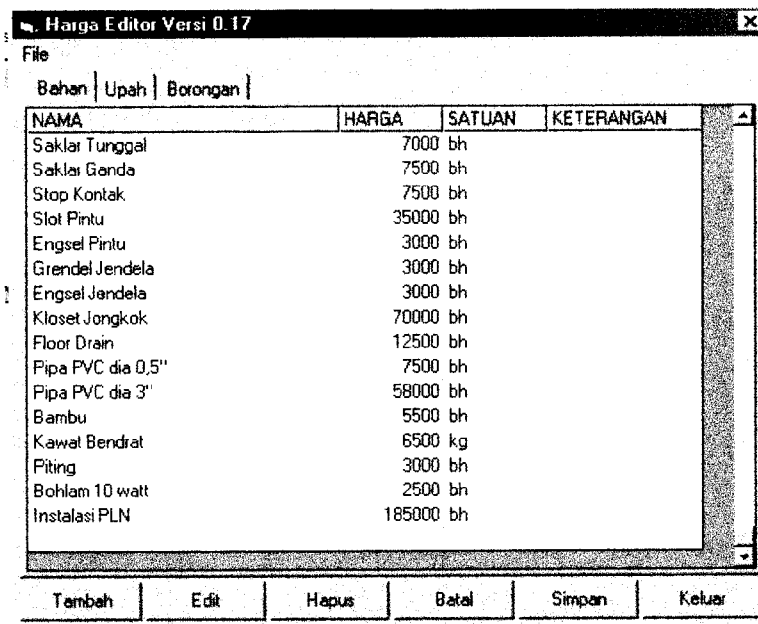 Harga Editor Versi 0.17
File
Bahan Upah Borongan
NAMA HARGA SATUAN KETERANGAN
Saklar Tunggal 7000 bh
Saklar Ganda 7500 bh
Stop Kontak 7500 bh
Slot Pintu 35000 bh
Engsel Pintu 3000 bh
Grendel Jendela 3000 bh
Engsel Jendela 3000 bh
Kloset Jongkok 70000 bh
Floor Drain 12500 bh
Pipa PVC dia 0,5" 7500 bh
Pipa PVC dia 3" 58000 bh
Bambu 5500 bh
Kawat Bendrat 6500 kg
Piting 3000 bh
Bohlam 10 watt 2500 bh
Instalasi PLN 185000 bh
Tambah Edit Hapus Batal Simpan Keluar